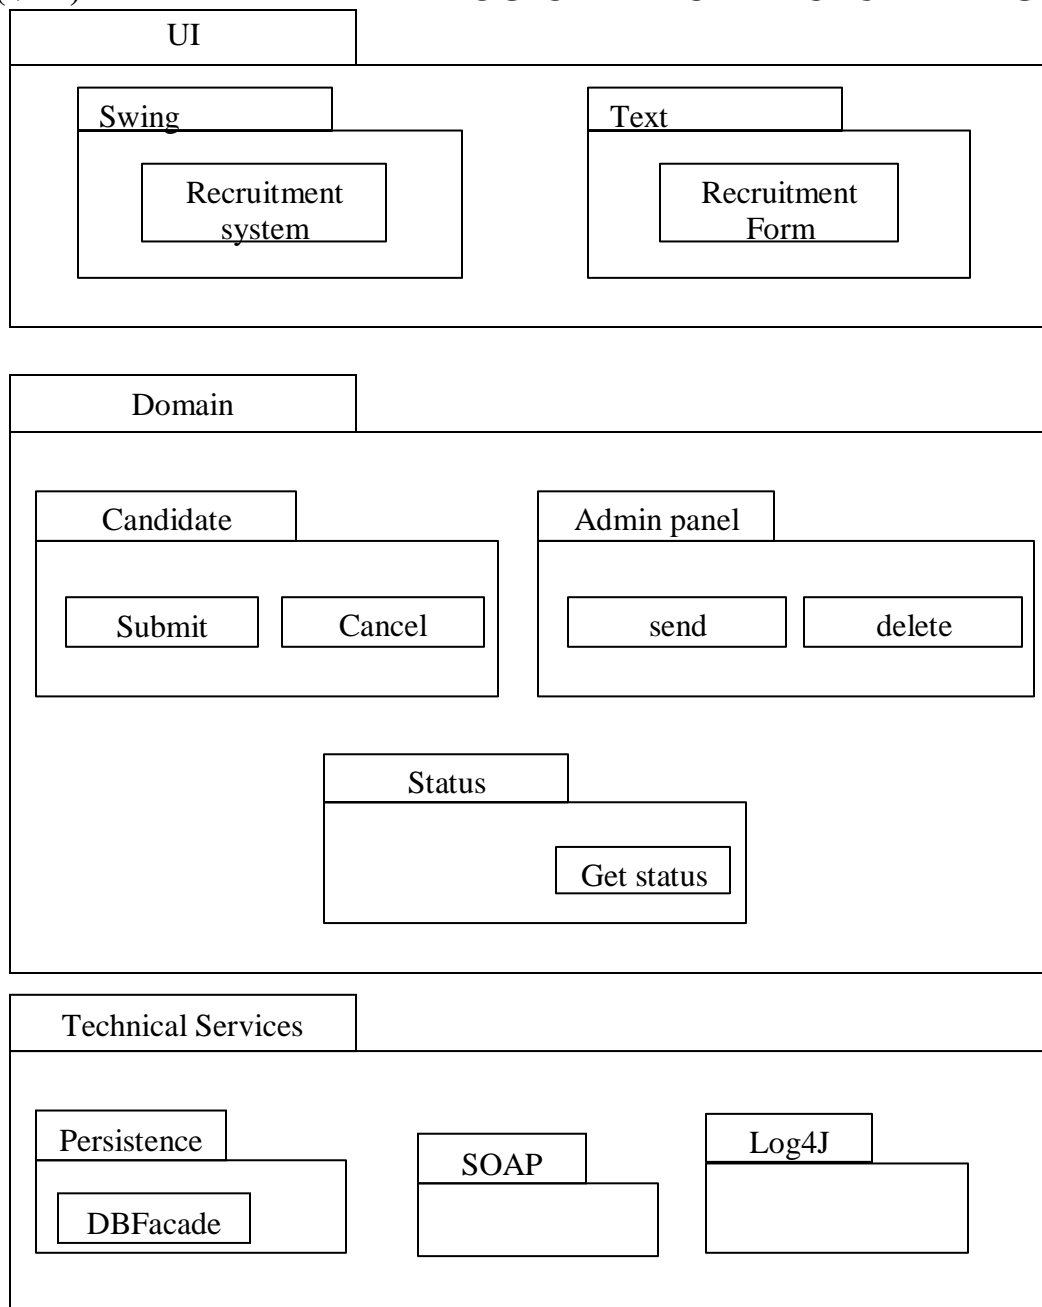 UI
Swing
Text
Recruitment
system
Recruitment
Form
Domain
Candidate
Admin panel
Submit
Cancel
send
delete
Status
Get status
Technical Services
Persistence
SOAP
Log4J
DBFacade